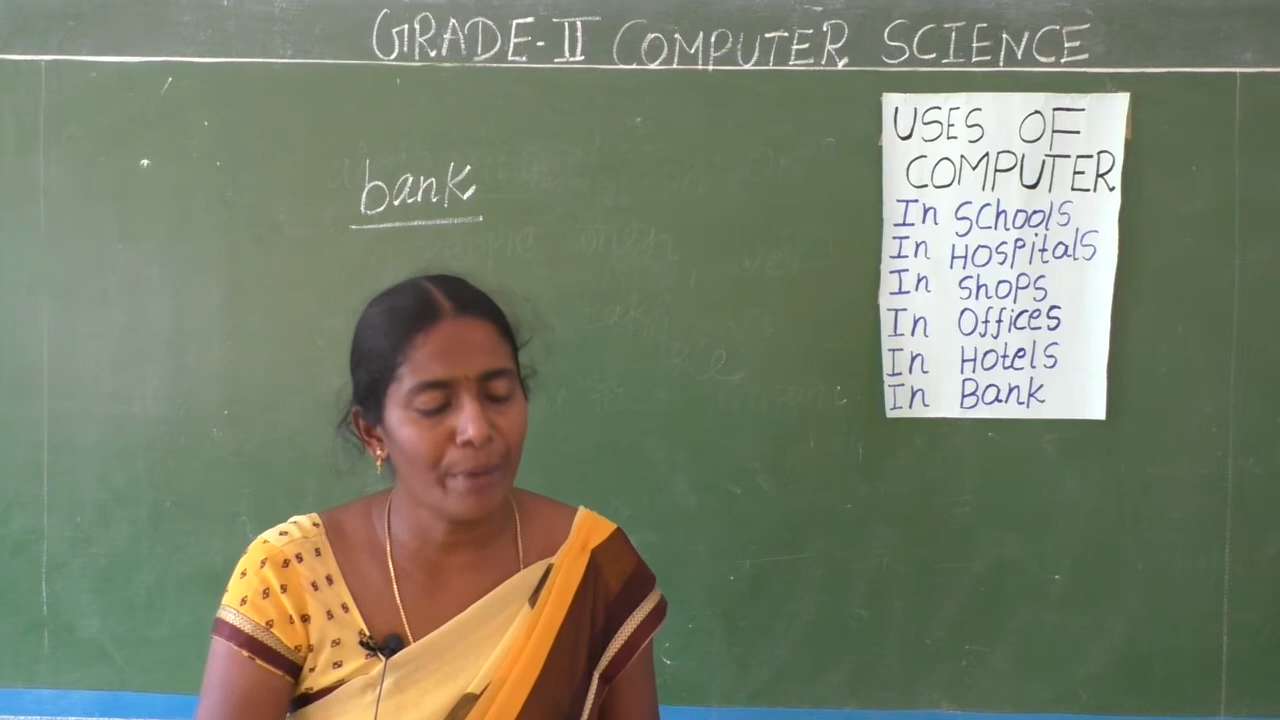 GRADE-II COMPUTER SCIENCE
bank
USES OF
COMPUTER
In Schools
In Hospitals
In Shops
In Offices
In Hotels
In Bank